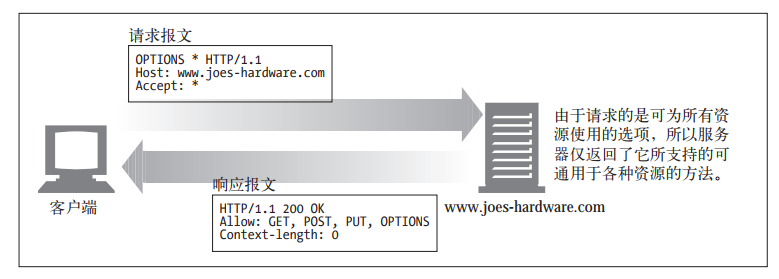 请求报文
OPTIONS * HTTP/1.1
Host: www.joes-hardware.com
Accept: *
由于请求的是可为所有资
源使用的选项，所以服务
器仅返回了它所支持的可
通用于各种资源的方法。
客户端
响应报文
HTTP/1.1 200 OK
Allow: GET, POST, PUT, OPTIONS
Context-length: 0
www.joes-hardware.com